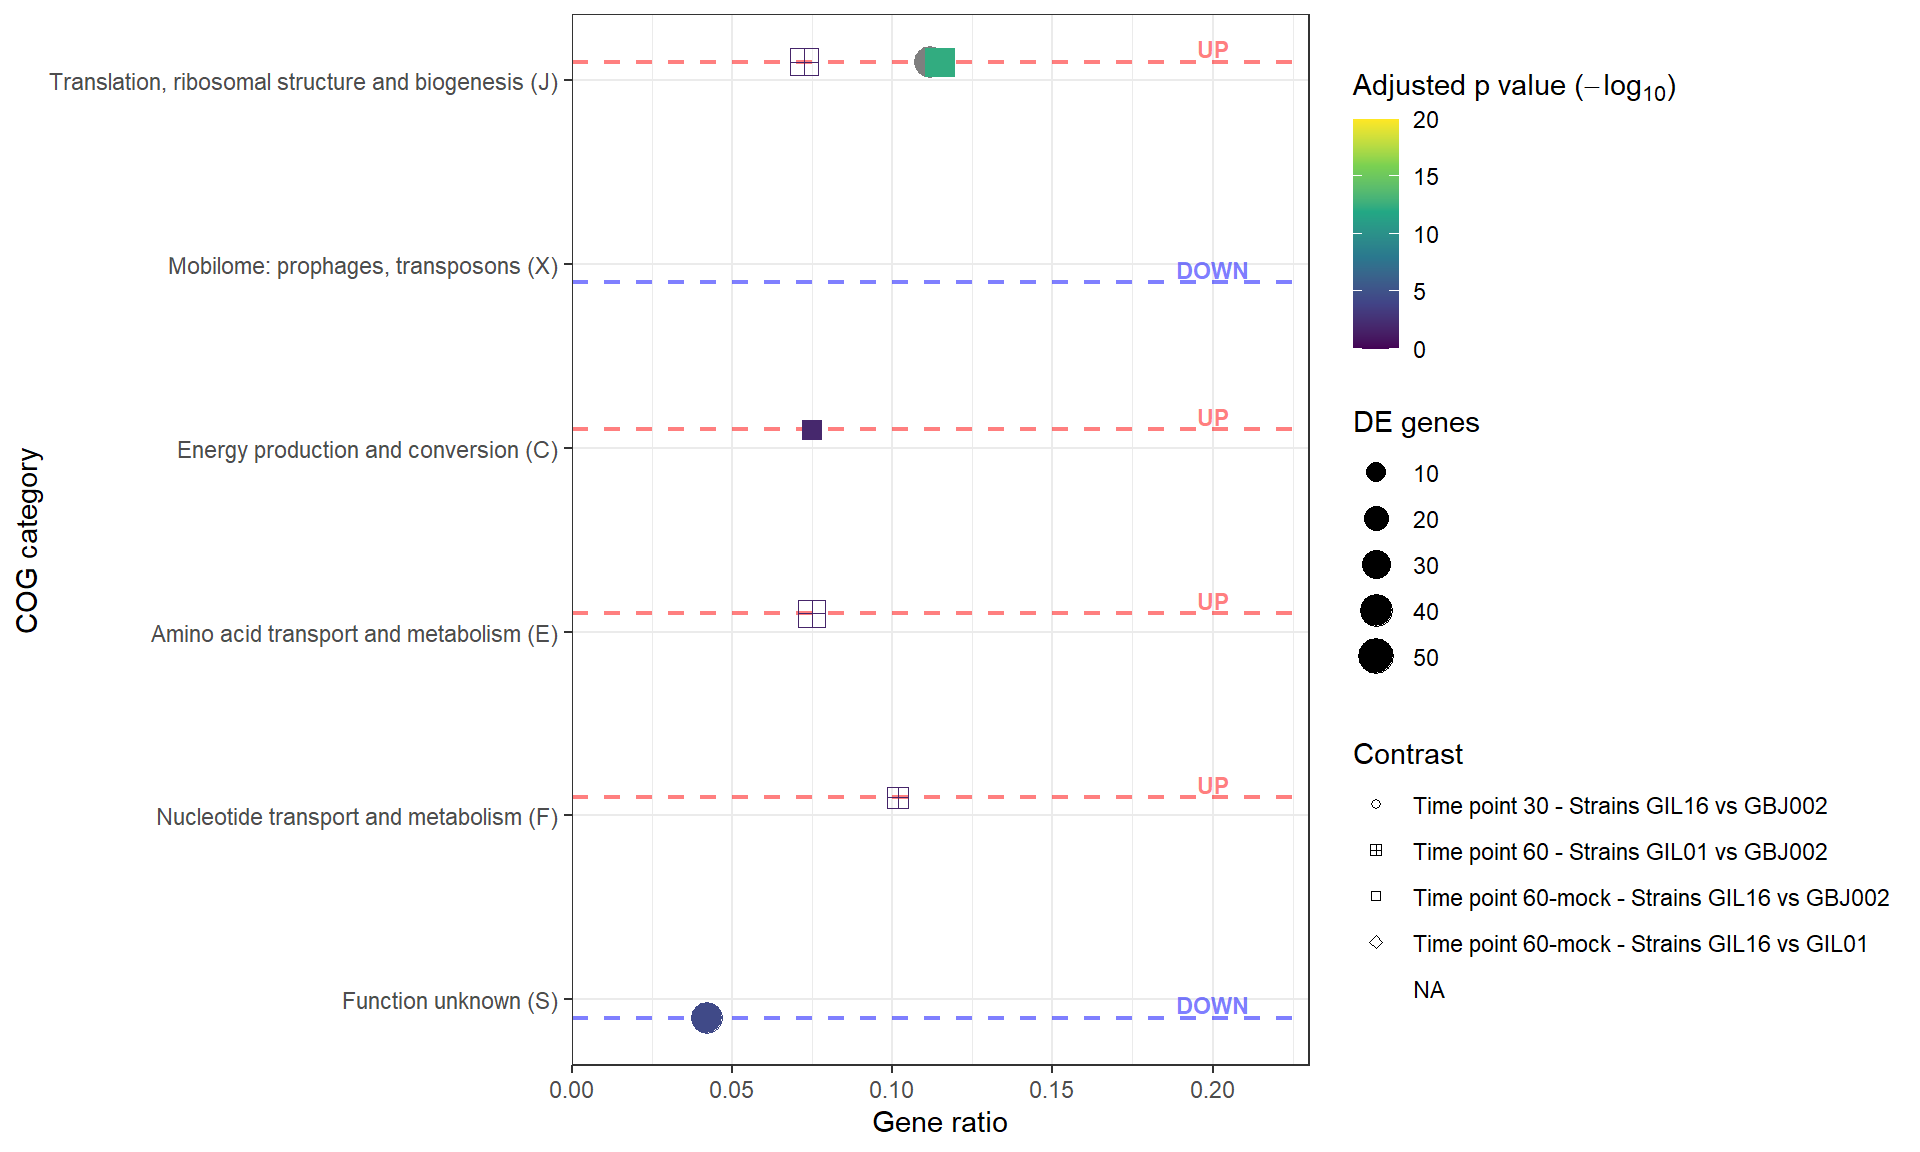 Translation, ribosomal structure and biogenesis (J)
Mobilome: prophages, transposons (X)
Energy production and conversion (C)
Amino acid transport and metabolism (E)
Nucleotide transport and metabolism (F)
Function unknown (S)
COG category
UP
DOWN
UP
UP
UP
DOWN
0.00 0.05 0.10 0.15 0.20
Gene ratio
Adjusted p value (−log10)
20
15
10
5
0
DE genes
10
20
30
40
50
Contrast
Time point 30 - Strains GIL16 vs GBJ002
Time point 60 - Strains GIL01 vs GBJ002
Time point 60-mock - Strains GIL16 vs GBJ002
Time point 60-mock - Strains GIL16 vs GIL01
NA